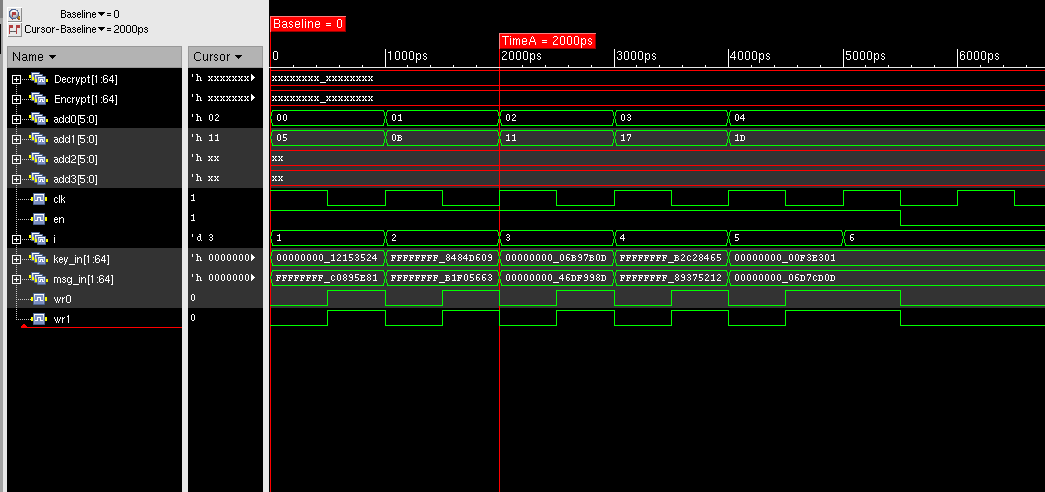 Baseline▼= 0
Cursor-Baseline▼= 2000ps
Baseline = 0
TimeA = 2000ps
Name Cursor 0 1000ps 2000ps 3000ps 4000ps 5000ps 6000ps
Decrypt[1:64] 'h xxxxxxx▶ xxxxxxxx_xxxxxxxx
Encrypt[1:64] 'h xxxxxxx▶ xxxxxxxx_xxxxxxxx
add0[5:0] 'h 02 00 01 02 03 04
add1[5:0] 'h 11 05 0B 11 17 1D
add2[5:0] 'h xx xx
add3[5:0] 'h xx xx
clk 1
en 1
i 'd 3 1 2 3 4 5 6
key_in[1:64] 'h 0000000▶ 00000000_12153524 FFFFFFFF_8484D609 00000000_06B97B0D FFFFFFFF_B2C28465 00000000_00F3E301
msg_in[1:64] 'h 0000000▶ FFFFFFFF_C0895E81 FFFFFFFF_B1F05663 00000000_46DF998D FFFFFFFF_89375212 00000000_06D7CD0D
wr0 0
wr1 0